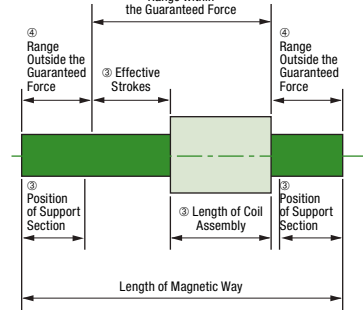 Range within
the Guaranteed Force
④
Range
Outside the
Guaranteed
Force
③ Effective
Strokes
④
Range
Outside the
Guaranteed
Force
③
Position
of Support
Section
③ Length of Coil
Assembly
③
Position
of Support
Section
Length of Magnetic Way